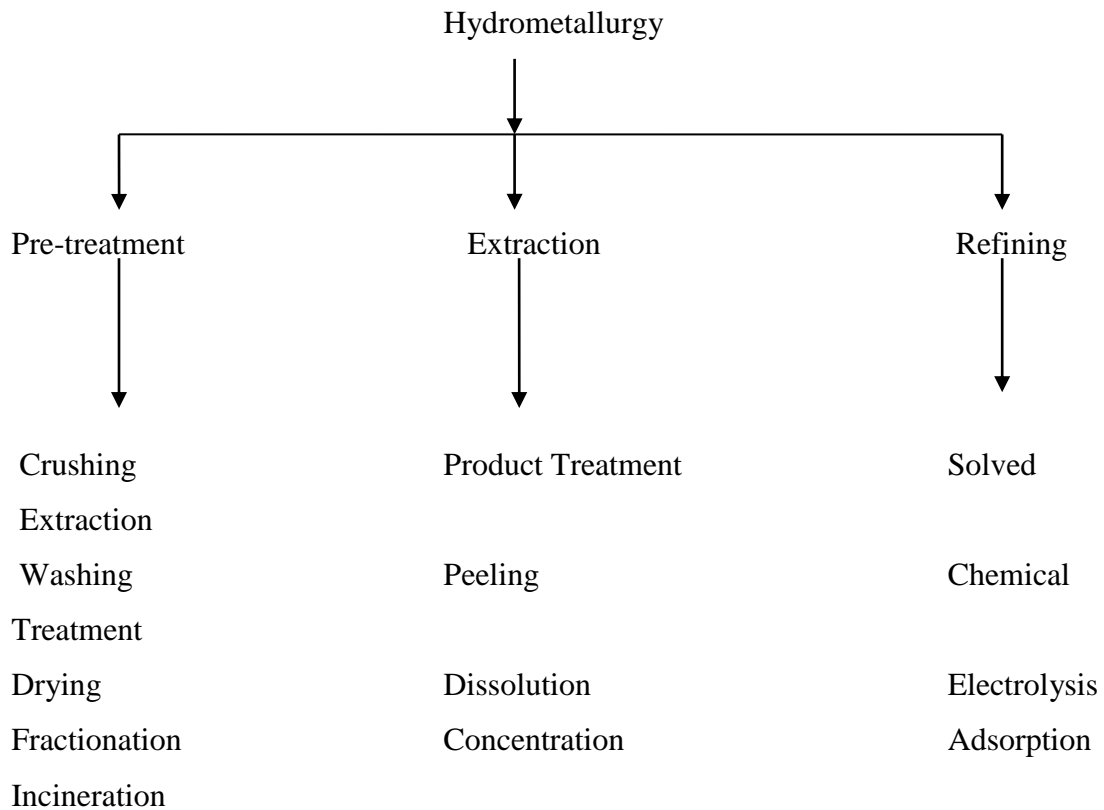 Hydrometallurgy
Pre-treatment Extraction Refining
Crushing Product Treatment Solved
Extraction
Washing Peeling Chemical
Treatment
Drying Dissolution Electrolysis
Fractionation Concentration Adsorption
Incineration